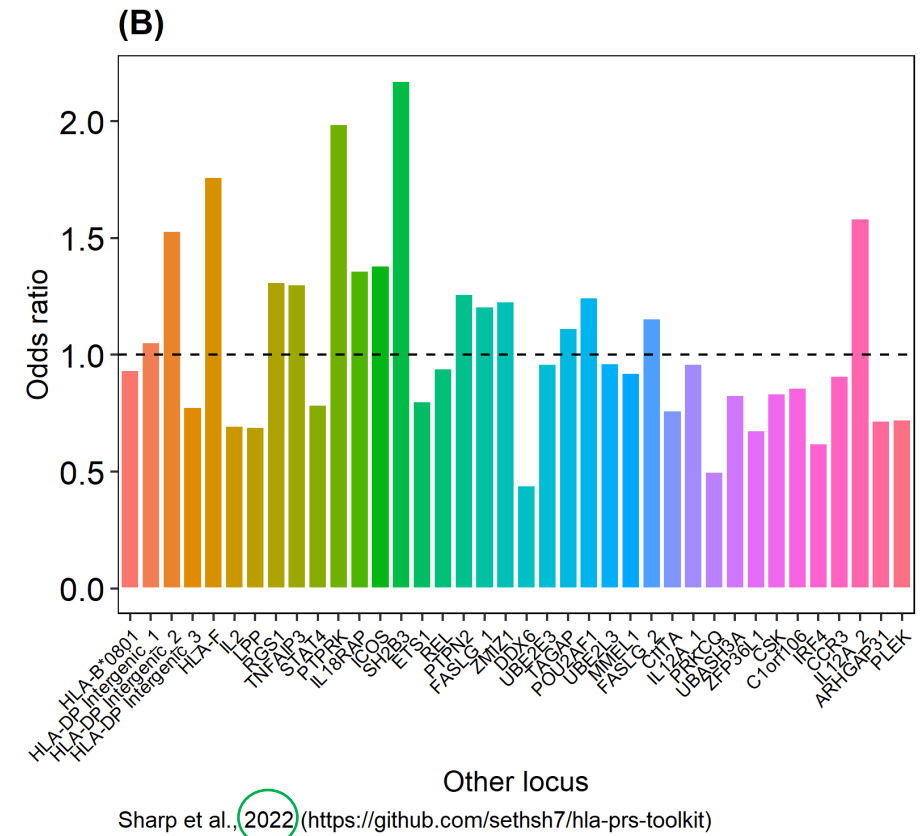 (B)
2.0
1.5
1.0
0.5
0.0
Odds ratio
HLA-B*0801
HLA-DP Intergenic_1
HLA-DP Intergenic_2
HLA-DP Intergenic_3
HLA-F
IL2
LPP
RGS1
TNFAIP3
STAT4
PTPRK
IL18RAP
ICOS
SH2B3
ETS1
REL
PTPN2
FASLG_1
ZMIZ1
DDX6
UBE2E3
TAGAP
POU2AF1
UBE2L3
MMEL1
FASLG_2
CIITA
IL12A_1
PRKCQ
UBASH3A
ZFP36L1
CSK
C1orf106
IRF4
CCR3
IL12A_2
ARHGAP31
PLEK
Other locus
Sharp et al., 2022 (https://github.com/sethsh7/hla-prs-toolkit)